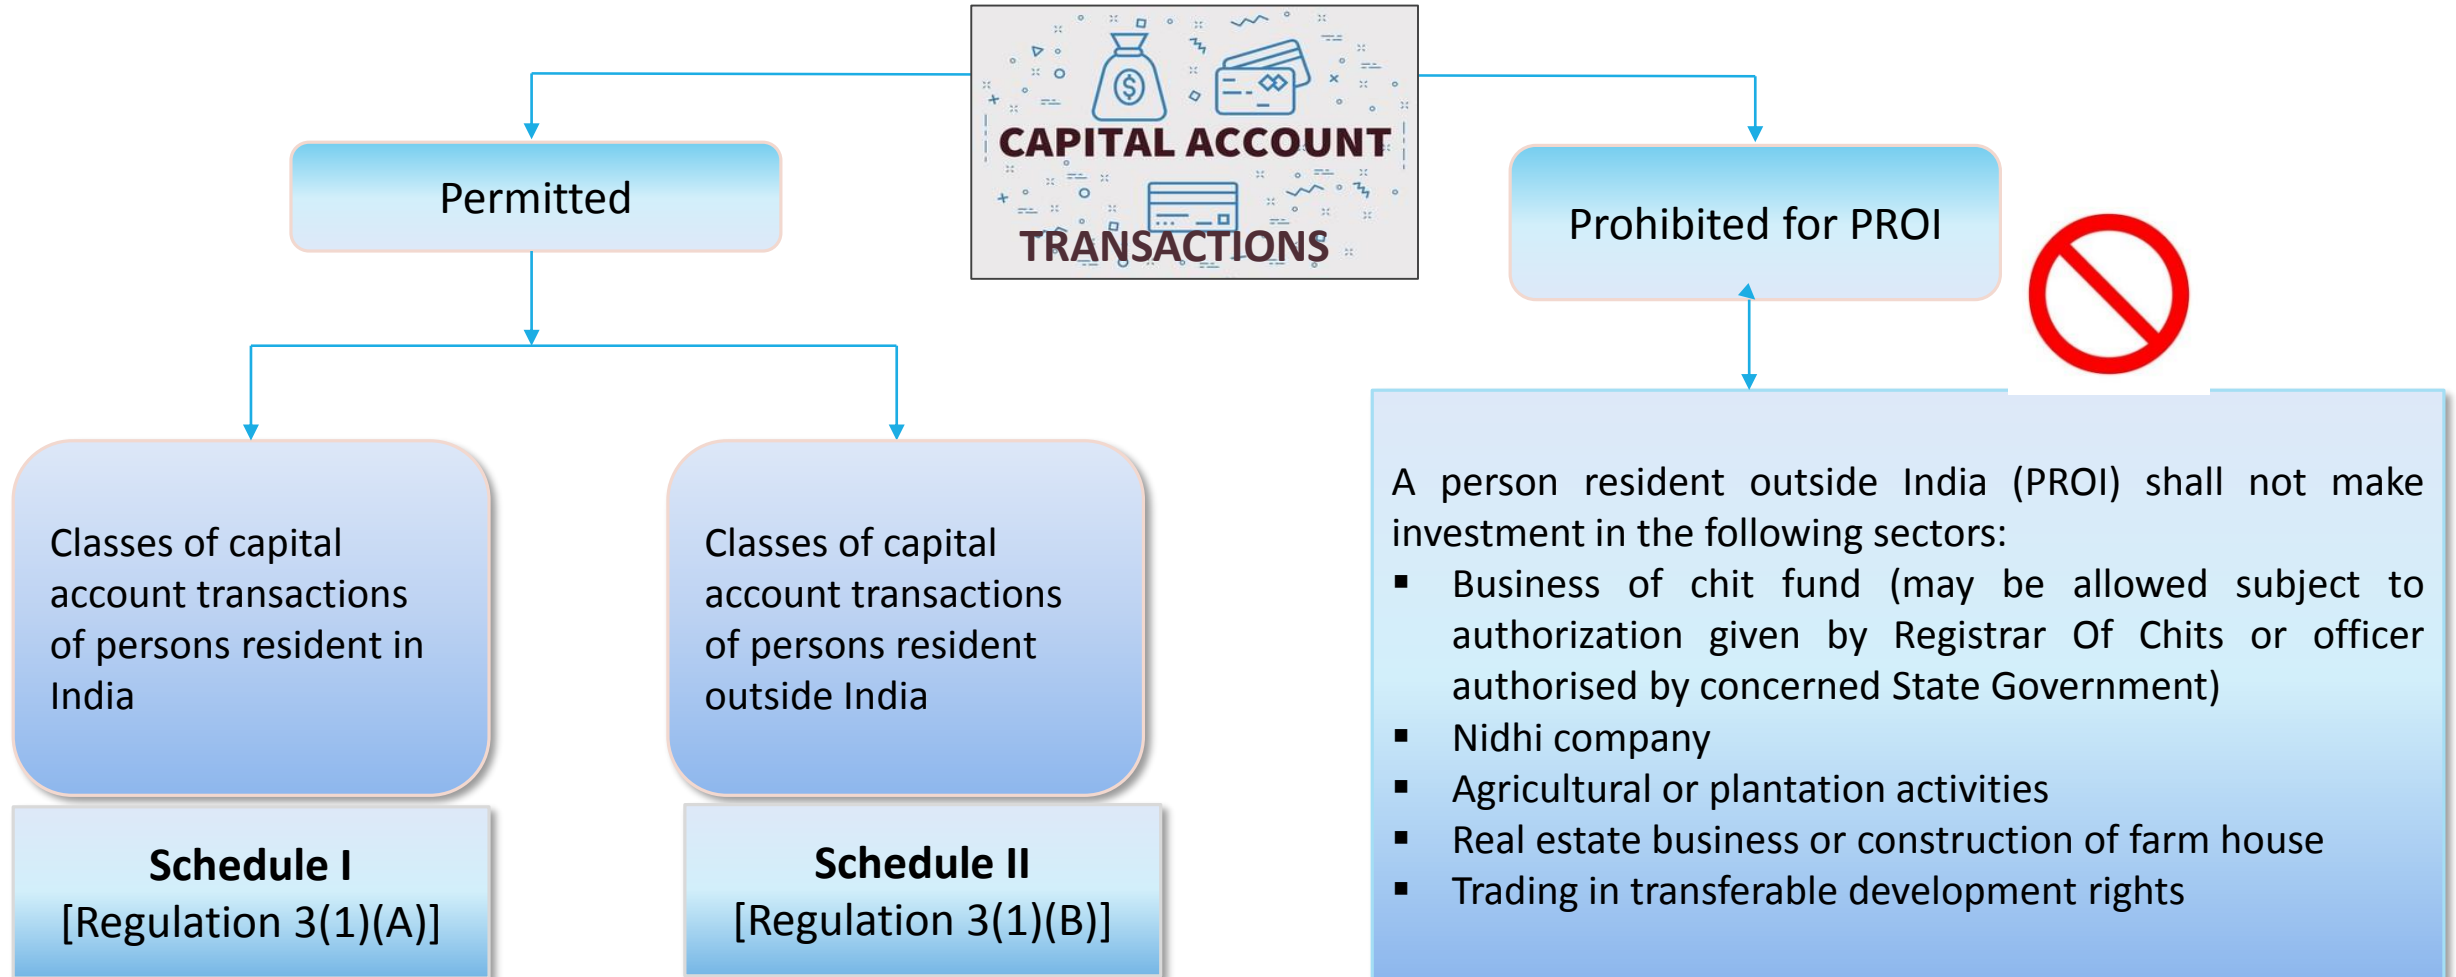 CAPITAL ACCOUNT
TRANSACTIONS
Permitted
Prohibited for PROI
Classes of capital
account transactions
of persons resident in
India
Schedule I
[Regulation 3(1)(A)]
Classes of capital
account transactions
of persons resident
outside India
Schedule II
[Regulation 3(1)(B)]
A person resident outside India (PROI) shall not make
investment in the following sectors:
▪ Business of chit fund (may be allowed subject to
authorization given by Registrar Of Chits or officer
authorised by concerned State Government)
▪ Nidhi company
▪ Agricultural or plantation activities
▪ Real estate business or construction of farm house
▪ Trading in transferable development rights